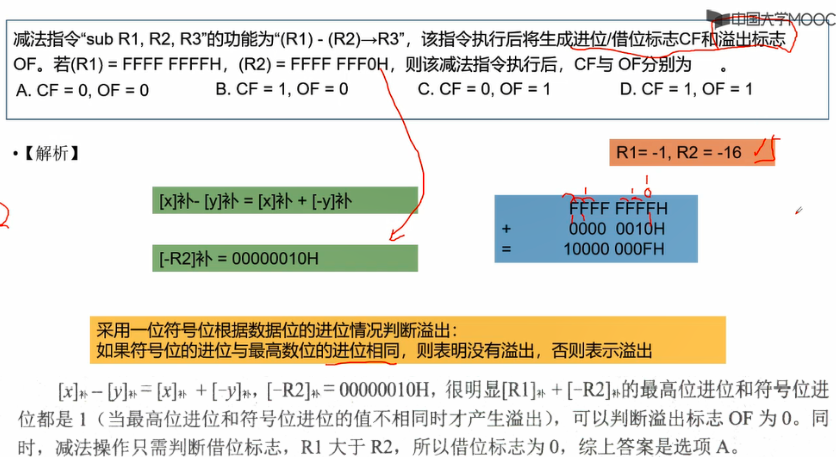 中国大学MOOC
减法指令“sub R1, R2, R3”的功能为“(R1) - (R2)→R3”，该指令执行后将生成进位/借位标志CF和溢出标志
OF。若(R1) = FFFF FFFFH，(R2) = FFFF FFF0H，则该减法指令执行后，CF与 OF分别为 。
A. CF = 0, OF = 0 B. CF = 1, OF = 0 C. CF = 0, OF = 1 D. CF = 1, OF = 1
•【解析】
R1= -1, R2 = -16
[x]补- [y]补 = [x]补 + [-y]补
1 1 1 0
FFFF FFFFH
+ 0000 0010H
= 10000 000FH
[-R2]补 = 00000010H
采用一位符号位根据数据位的进位情况判断溢出：
如果符号位的进位与最高数位的进位相同，则表明没有溢出，否则表示溢出
[x]补− [y]补 = [x]补 + [−y]补, [−R2]补 = 00000010H，很明显[R1]补 + [−R2]补的最高位进位和符号位进
位都是 1（当最高位进位和符号位进位的值不相同时才产生溢出），可以判断溢出标志 OF 为 0。同
时，减法操作只需判断借位标志，R1 大于 R2，所以借位标志为 0，综上答案是选项 A。